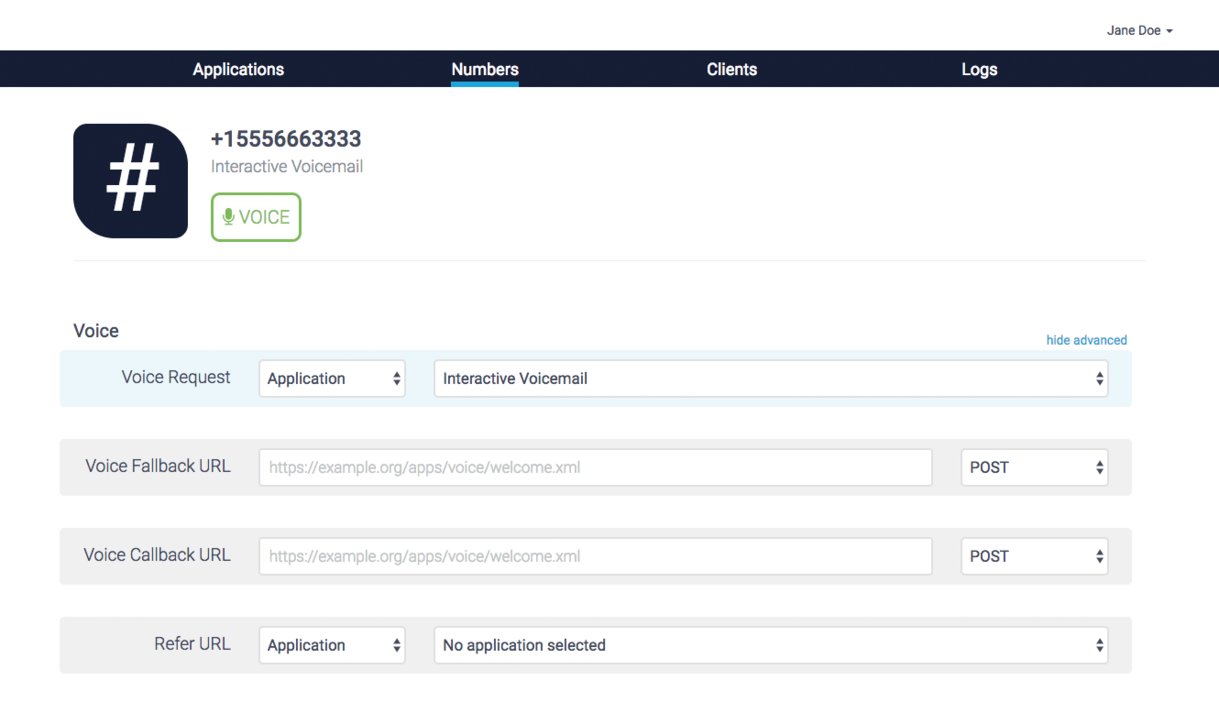 Jane Doe
Applications Numbers Clients Logs
#
+15556663333
Interactive Voicemail
VOICE
Voice
hide advanced
Voice Request Application Interactive Voicemail
Voice Fallback URL https://example.org/apps/voice/welcome.xml POST
Voice Callback URL https://example.org/apps/voice/welcome.xml POST
Refer URL Application No application selected